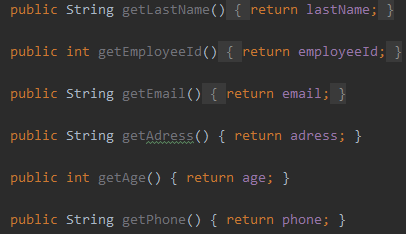 public String getLastName() { return lastName; }
public int getEmployeeId() { return employeeId; }
public String getEmail() { return email; }
public String getAdress() { return adress; }
public int getAge() { return age; }
public String getPhone() { return phone; }